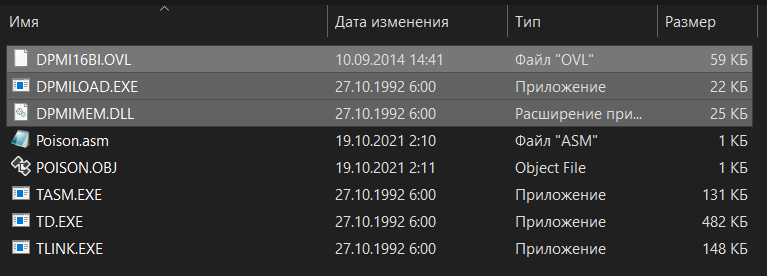 Имя Дата изменения Тип Размер
DPMI16BI.OVL 10.09.2014 14:41 Файл "OVL" 59 КБ
DPMILOAD.EXE 27.10.1992 6:00 Приложение 22 КБ
DPMIMEM.DLL 27.10.1992 6:00 Расширение при... 25 КБ
Poison.asm 19.10.2021 2:10 Файл "ASM" 1 КБ
POISON.OBJ 19.10.2021 2:11 Object File 1 КБ
TASM.EXE 27.10.1992 6:00 Приложение 131 КБ
TD.EXE 27.10.1992 6:00 Приложение 482 КБ
TLINK.EXE 27.10.1992 6:00 Приложение 148 КБ